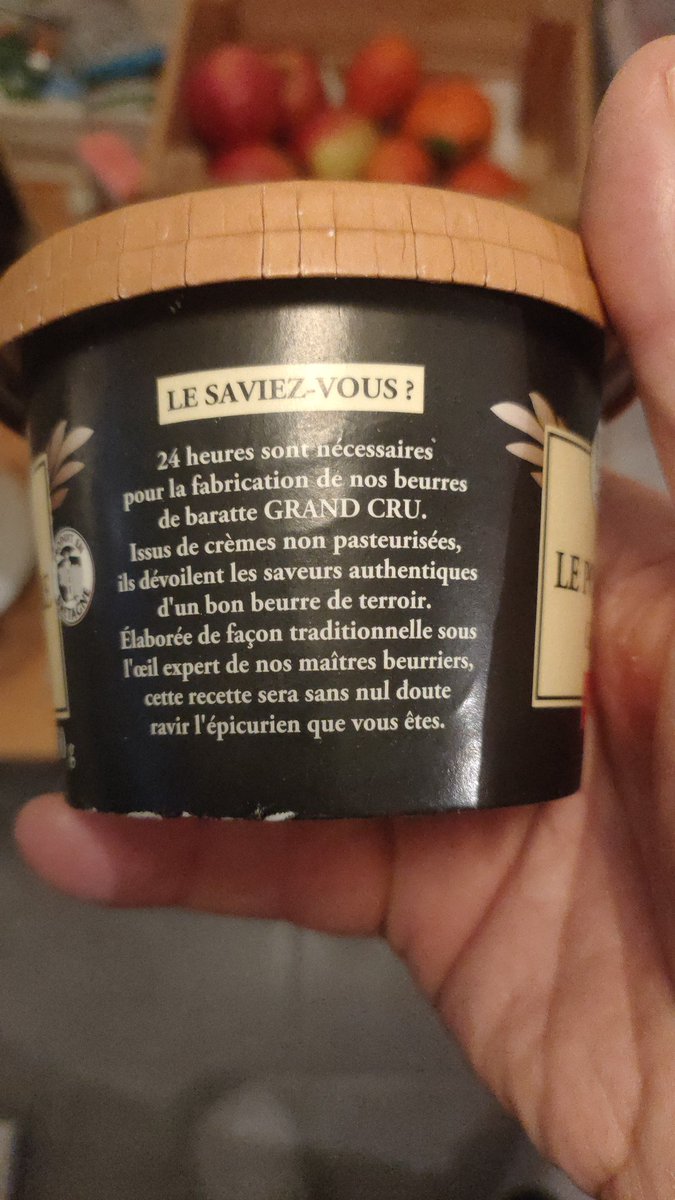 LE SAVIEZ-VOUS ?
24 heures sont nécessaires
pour la fabrication de nos beurres
de baratte GRAND CRU.
Issus de crèmes non pasteurisées,
ils dévoilent les saveurs authentiques
d'un bon beurre de terroir.
Élaborée de façon traditionnelle sous
l'œil expert de nos maîtres beurriers,
cette recette sera sans nul doute
ravir l'épicurien que vous êtes.
LE
g